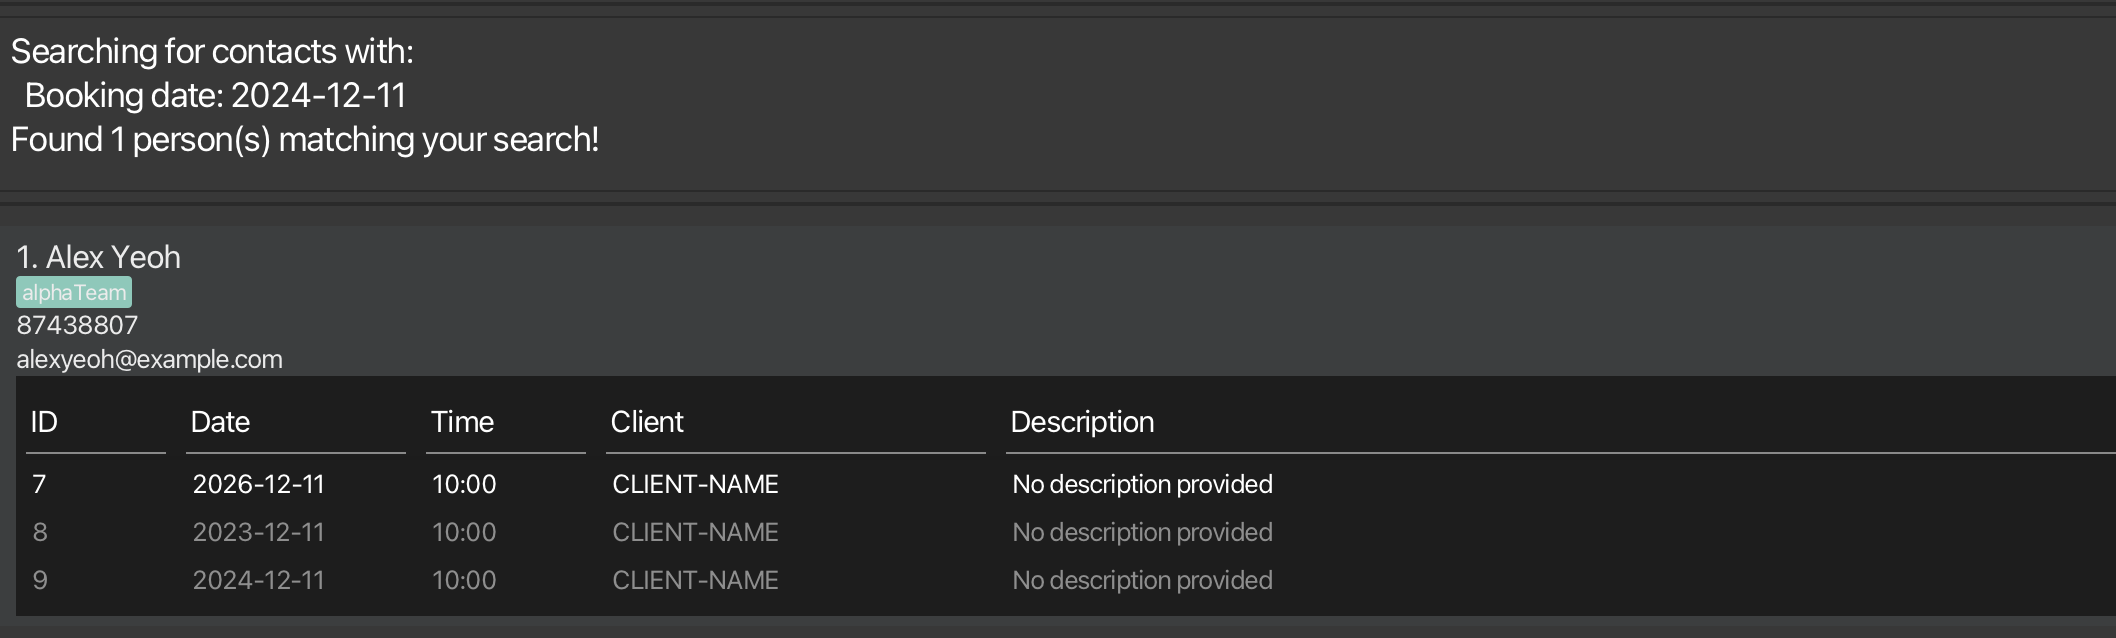 Searching for contacts with:
Booking date: 2024-12-11
Found 1 person(s) matching your search!
1. Alex Yeoh
alphaTeam
87438807
alexyeoh@example.com
ID Date Time Client Description
7 2026-12-11 10:00 CLIENT-NAME No description provided
8 2023-12-11 10:00 CLIENT-NAME No description provided
9 2024-12-11 10:00 CLIENT-NAME No description provided